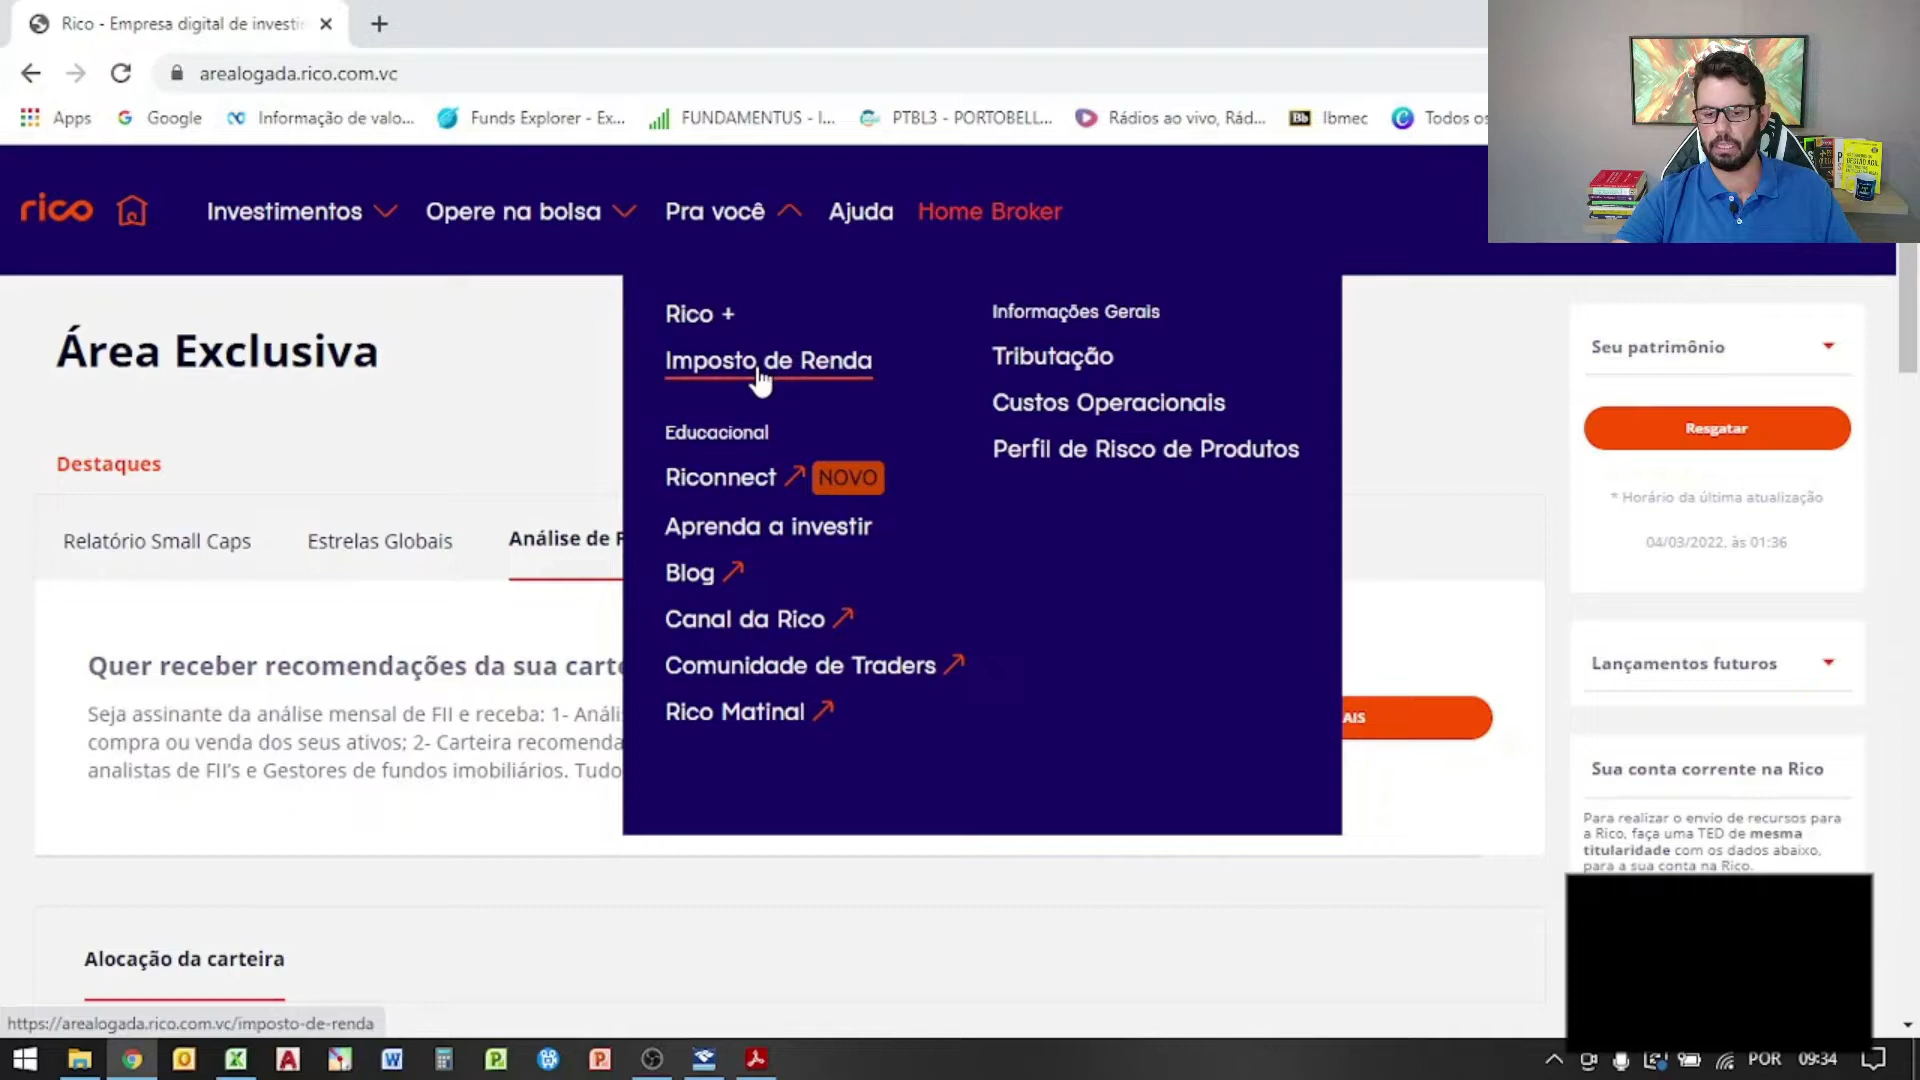 Rico - Empresa digital de investi
arealogada.rico.com.vc
Apps
Google
Informação de valo...
Funds Explorer - Ex...
FUNDAMENTUS - I...
PTBL3 - PORTOBELL...
Rádios ao vivo, Rád...
Ibmec
Todos os
rico
Investimentos
Opere na bolsa
Pra você
Ajuda
Home Broker
Área Exclusiva
Rico +
Imposto de Renda
Educacional
Riconnect NOVO
Aprenda a investir
Blog
Canal da Rico
Comunidade de Traders
Rico Matinal
Informações Gerais
Tributação
Custos Operacionais
Perfil de Risco de Produtos
Destaques
Relatório Small Caps
Estrelas Globais
Análise de F
Quer receber recomendações da sua carte
Seja assinante da análise mensal de FII e receba: 1- Análi
compra ou venda dos seus ativos; 2- Carteira recomenda
analistas de FII's e Gestores de fundos imobiliários. Tudo
AIS
Alocação da carteira
Seu patrimônio
Resgatar
* Horário da última atualização
04/03/2022, às 01:36
Lançamentos futuros
Sua conta corrente na Rico
Para realizar o envio de recursos para
a Rico, faça uma TED de mesma
titularidade com os dados abaixo,
para a sua conta na Rico.
https://arealogada.rico.com.vc/imposto-de-renda
POR
09:34